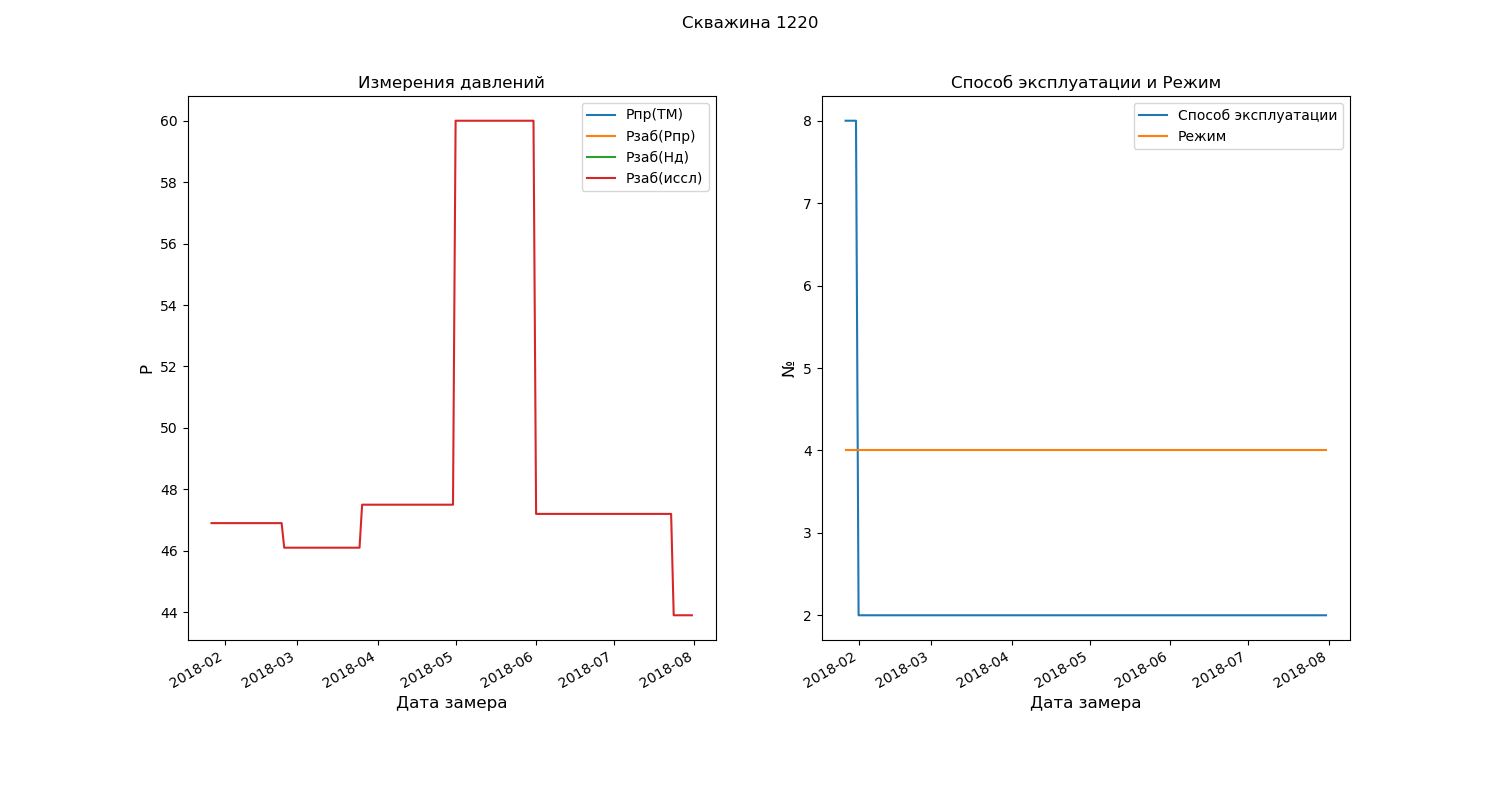 Скважина 1220
Измерения давлений
Рпр(ТМ)
Рзаб(Рпр)
Рзаб(Нд)
Рзаб(иссл)
60
58
56
54
52
50
48
46
44
Р
2018-02
2018-03
2018-04
2018-05
2018-06
2018-07
2018-08
Дата замера
Способ эксплуатации и Режим
Способ эксплуатации
Режим
8
7
6
5
4
3
2
№
2018-02
2018-03
2018-04
2018-05
2018-06
2018-07
2018-08
Дата замера